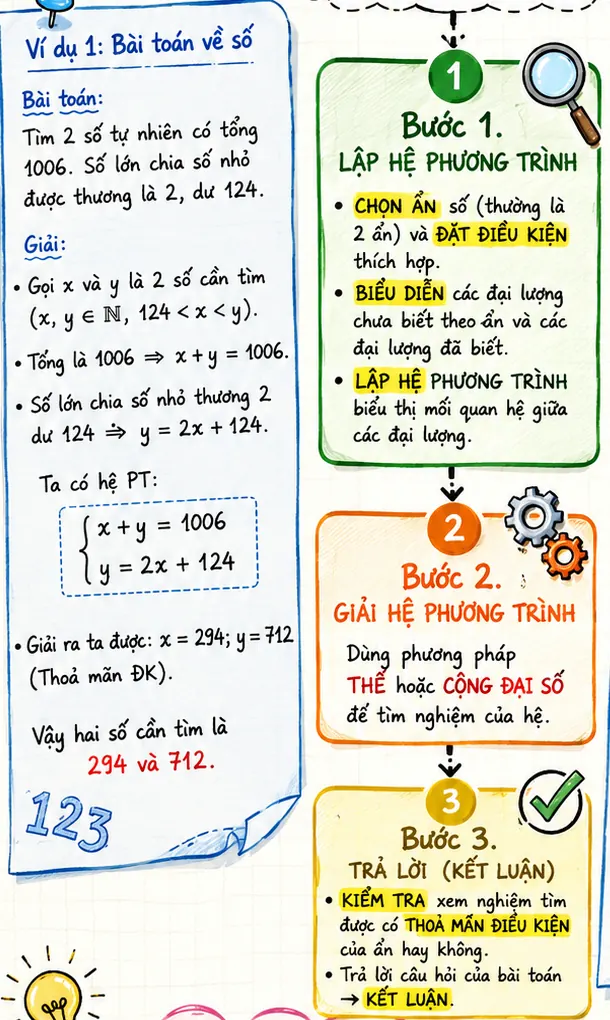 Ví dụ 1: Bài toán về số
Bài toán:
Tìm 2 số tự nhiên có tổng
1006. Số lớn chia số nhỏ
được thương là 2, dư 124.
Giải:
• Gọi x và y là 2 số cần tìm
(x, y ∈ ℕ, 124 < x < y).
• Tổng là 1006 ⇒ x + y = 1006.
• Số lớn chia số nhỏ thương 2
dư 124 ⇒ y = 2x + 124.
Ta có hệ PT:
x + y = 1006
y = 2x + 124
• Giải ra ta được: x = 294; y = 712
(Thoả mãn ĐK).
Vậy hai số cần tìm là
294 và 712.
123
1
Bước 1.
LẬP HỆ PHƯƠNG TRÌNH
• CHỌN ẨN số (thường là
2 ẩn) và ĐẶT ĐIỀU KIỆN
thích hợp.
• BIỂU DIỄN các đại lượng
chưa biết theo ẩn và các
đại lượng đã biết.
• LẬP HỆ PHƯƠNG TRÌNH
biểu thị mối quan hệ giữa
các đại lượng.
2
Bước 2.
GIẢI HỆ PHƯƠNG TRÌNH
Dùng phương pháp
THẾ hoặc CỘNG ĐẠI SỐ
để tìm nghiệm của hệ.
3
Bước 3.
TRẢ LỜI (KẾT LUẬN)
• KIỂM TRA xem nghiệm tìm
được có THOẢ MÃN ĐIỀU KIỆN
của ẩn hay không.
• Trả lời câu hỏi của bài toán
→ KẾT LUẬN.